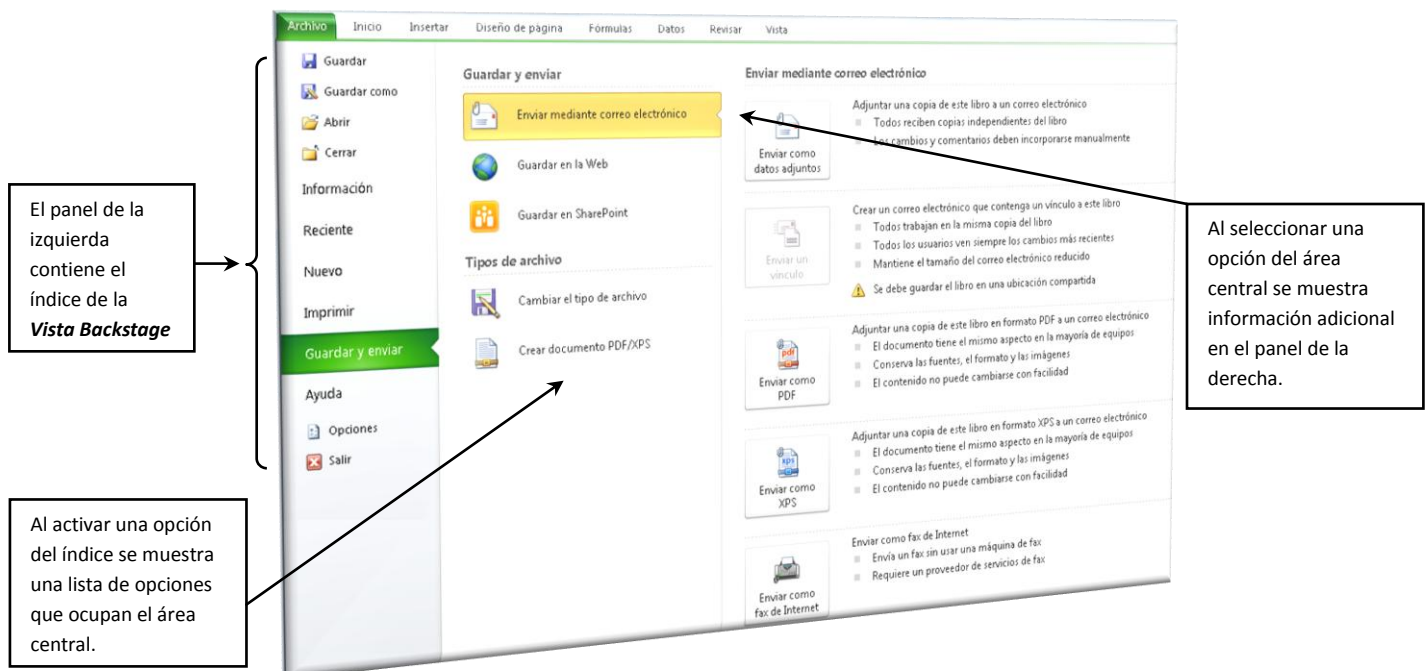 Archivo Inicio Insertar Diseño de página Fórmulas Datos Revisar Vista
Guardar
Guardar como
Abrir
Cerrar
Información
Reciente
Nuevo
Imprimir
Guardar y enviar
Ayuda
Opciones
Salir
Guardar y enviar
Enviar mediante correo electrónico
Guardar en la Web
Guardar en SharePoint
Tipos de archivo
Cambiar el tipo de archivo
Crear documento PDF/XPS
Enviar mediante correo electrónico
Enviar como
datos adjuntos
Adjuntar una copia de este libro a un correo electrónico
Todos reciben copias independientes del libro
Los cambios y comentarios deben incorporarse manualmente
Enviar un
vínculo
Crear un correo electrónico que contenga un vínculo a este libro
Todos trabajan en la misma copia del libro
Todos los usuarios ven siempre los cambios más recientes
Mantiene el tamaño del correo electrónico reducido
Se debe guardar el libro en una ubicación compartida
pdf
Enviar como
PDF
Adjuntar una copia de este libro en formato PDF a un correo electrónico
El documento tiene el mismo aspecto en la mayoría de equipos
Conserva las fuentes, el formato y las imágenes
El contenido no puede cambiarse con facilidad
xps
Enviar como
XPS
Adjuntar una copia de este libro en formato XPS a un correo electrónico
El documento tiene el mismo aspecto en la mayoría de equipos
Conserva las fuentes, el formato y las imágenes
El contenido no puede cambiarse con facilidad
Enviar como
fax de Internet
Enviar como fax de Internet
Envía un fax sin usar una máquina de fax
Requiere un proveedor de servicios de fax
El panel de la
izquierda
contiene el
índice de la
Vista Backstage
Al activar una opción
del índice se muestra
una lista de opciones
que ocupan el área
central.
Al seleccionar una
opción del área
central se muestra
información adicional
en el panel de la
derecha.